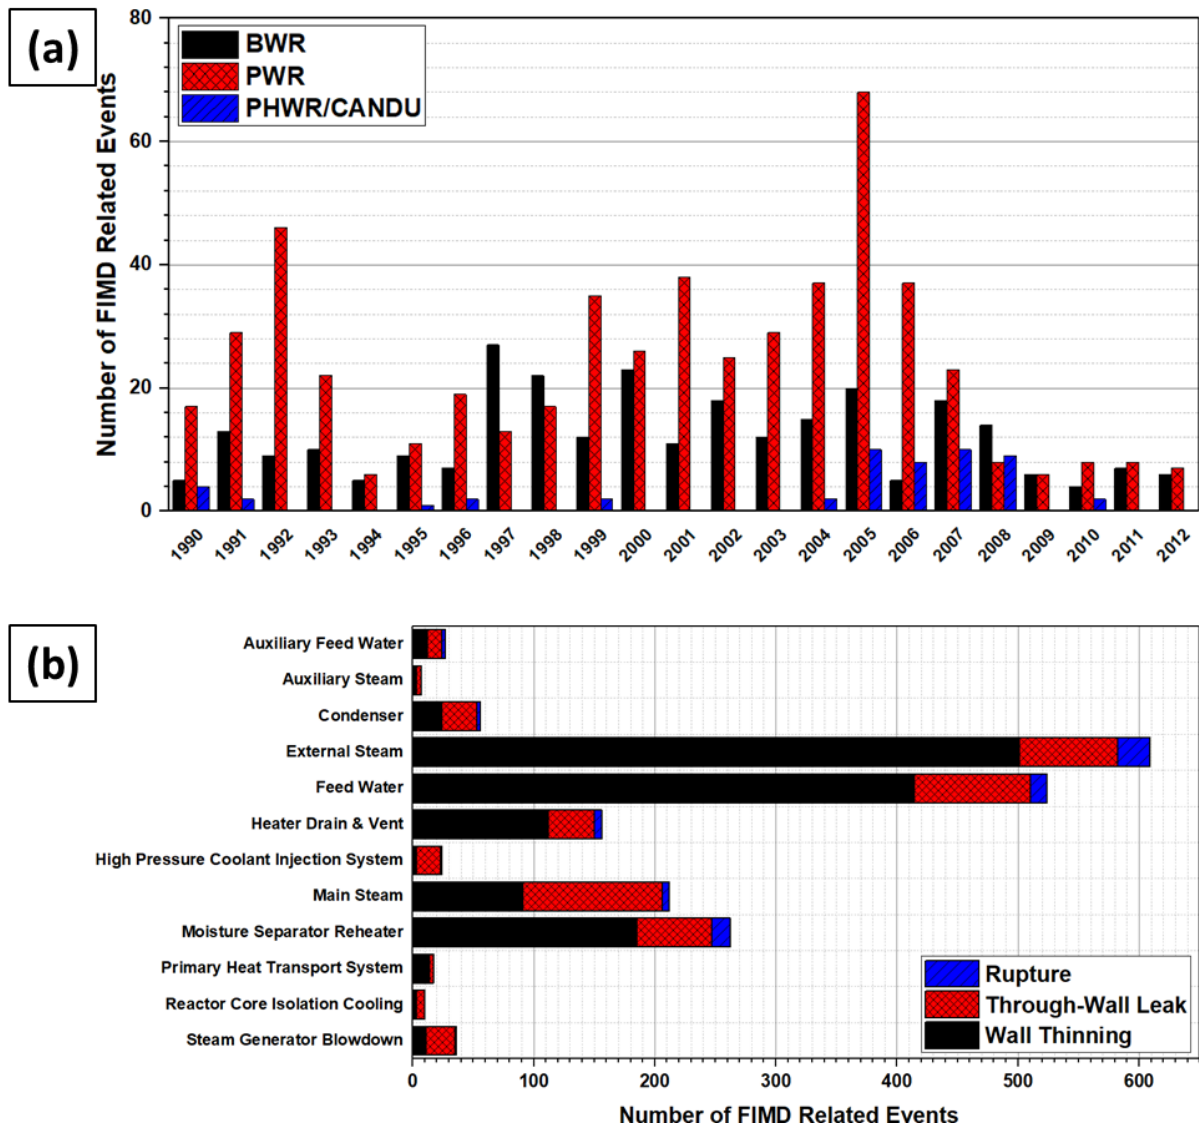 (a)
BWR
PWR
PHWR/CANDU
Number of FIMD Related Events
80
60
40
20
0
1990 1991 1992 1993 1994 1995 1996 1997 1998 1999 2000 2001 2002 2003 2004 2005 2006 2007 2008 2009 2010 2011 2012
(b)
Auxiliary Feed Water
Auxiliary Steam
Condenser
External Steam
Feed Water
Heater Drain & Vent
High Pressure Coolant Injection System
Main Steam
Moisture Separator Reheater
Primary Heat Transport System
Reactor Core Isolation Cooling
Steam Generator Blowdown
Rupture
Through-Wall Leak
Wall Thinning
0 100 200 300 400 500 600
Number of FIMD Related Events